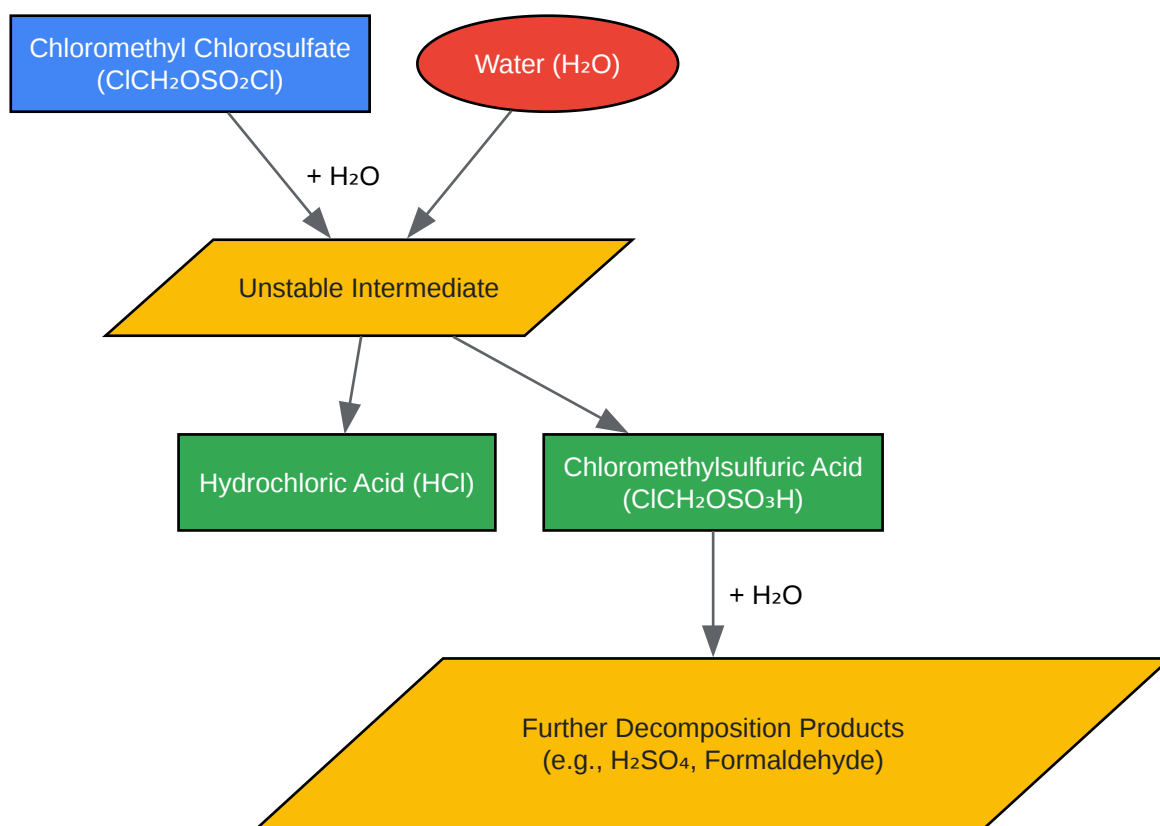 Chloromethyl Chlorosulfate
(ClCH₂OSO₂Cl)
Water (H₂O)
+ H₂O
Unstable Intermediate
Hydrochloric Acid (HCl)
Chloromethylsulfuric Acid
(ClCH₂OSO₃H)
+ H₂O
Further Decomposition Products
(e.g., H₂SO₄, Formaldehyde)